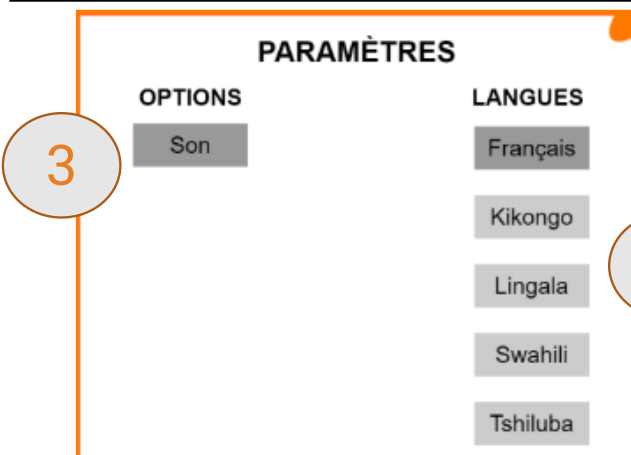 PARAMÈTRES
OPTIONS
LANGUES
3
Son
Français
Kikongo
Lingala
Swahili
Tshiluba